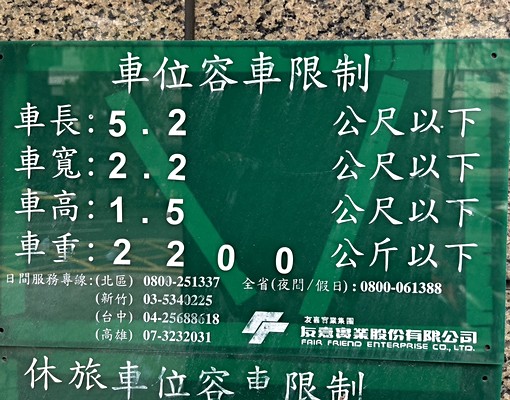 車位容車限制
車長:5.2 公尺以下
車寬:2.2 公尺以下
車高:1.5 公尺以下
車重:2200 公斤以下
日間服務專線:(北區) 0800-251337 全省(夜間/假日):0800-061388
(新竹) 03-5340225
(台中) 04-25688618
(高雄) 07-3232031
友嘉實業集團
友嘉實業股份有限公司
FAIR FRIEND ENTERPRISE CO., LTD.
休旅車位容車限制